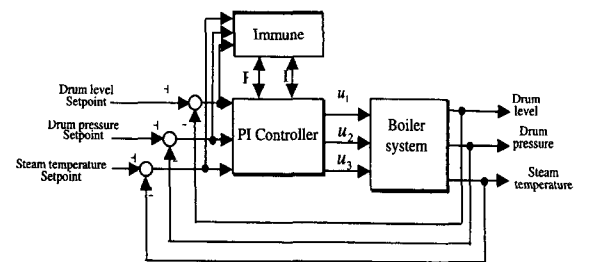 Immune
P I
Drum level
Setpoint
Drum pressure
Setpoint
Steam temperature
Setpoint
PI Controller
u1
u2
u3
Boiler
system
Drum
level
Drum
pressure
Steam
temperature